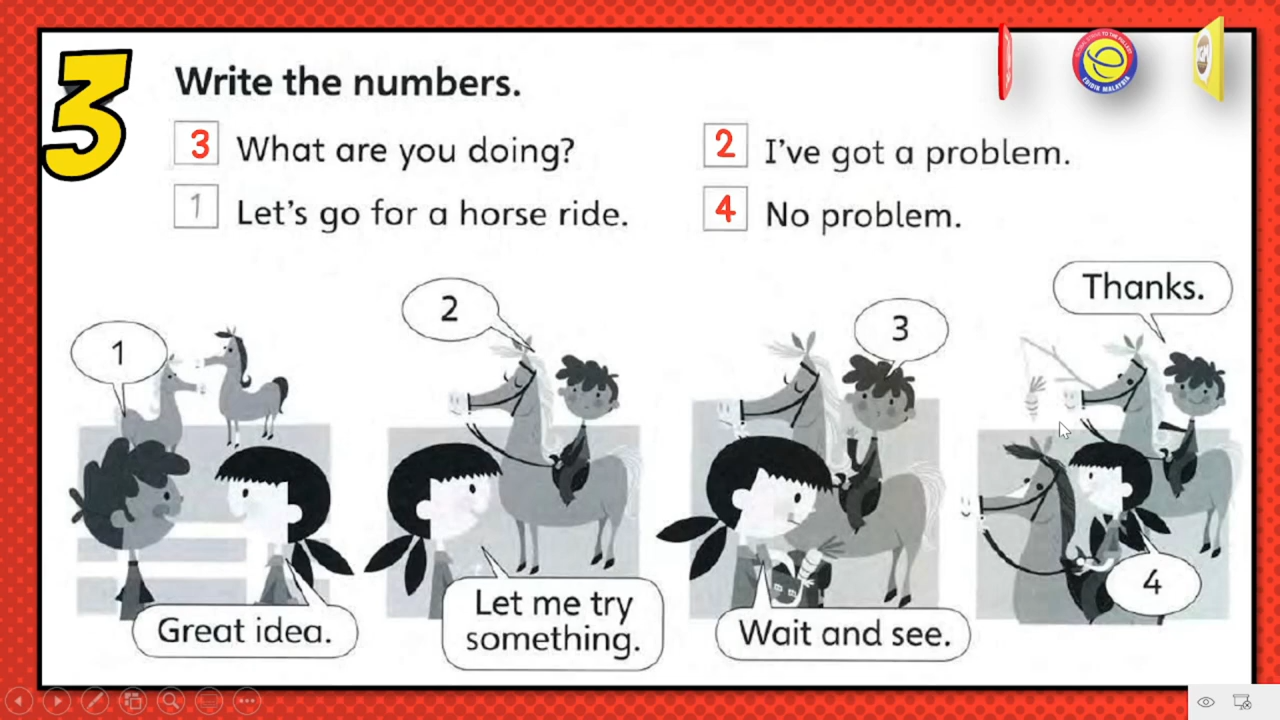 3
Write the numbers.
3 What are you doing?
2 I've got a problem.
1 Let's go for a horse ride.
4 No problem.
1
Great idea.
2
Let me try
something.
3
Wait and see.
Thanks.
4